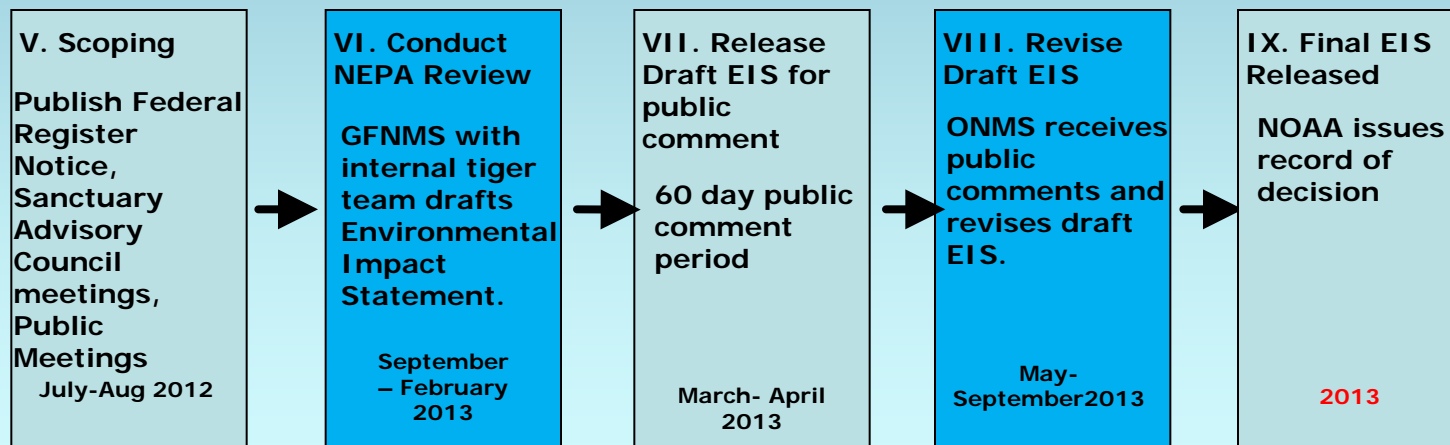 V. Scoping
Publish Federal
Register
Notice,
Sanctuary
Advisory
Council
meetings,
Public
Meetings
July-Aug 2012
VI. Conduct
NEPA Review
GFNMS with
internal tiger
team drafts
Environmental
Impact
Statement.
September
– February
2013
VII. Release
Draft EIS for
public
comment
60 day public
comment
period
March- April
2013
VIII. Revise
Draft EIS
ONMS receives
public
comments and
revises draft
EIS.
May-
September2013
IX. Final EIS
Released
NOAA issues
record of
decision
2013